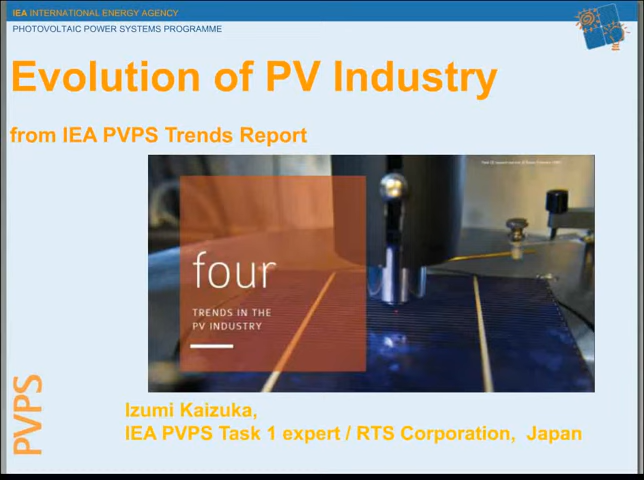 IEA INTERNATIONAL ENERGY AGENCY
PHOTOVOLTAIC POWER SYSTEMS PROGRAMME
Evolution of PV Industry
from IEA PVPS Trends Report
four
TRENDS IN THE
PV INDUSTRY
PVPS
Izumi Kaizuka,
IEA PVPS Task 1 expert / RTS Corporation, Japan